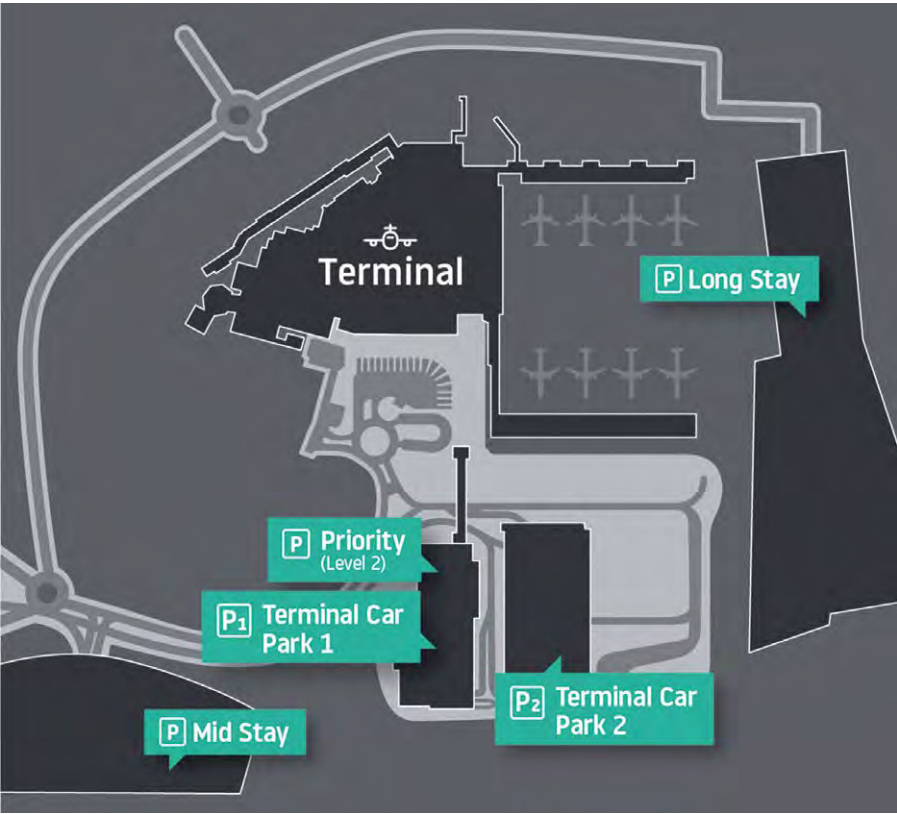 Terminal
P Long Stay
P Priority
(Level 2)
P1 Terminal Car
Park 1
P2 Terminal Car
Park 2
P Mid Stay